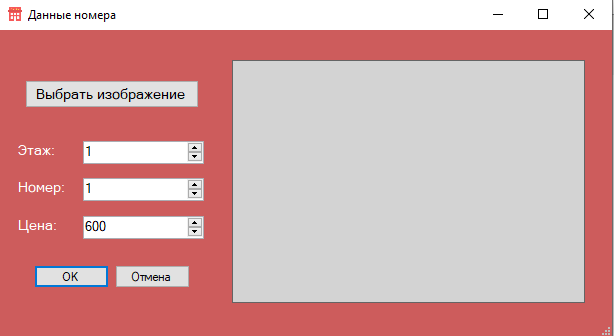 Данные номера
Выбрать изображение
Этаж: 1
Номер: 1
Цена: 600
OK Отмена